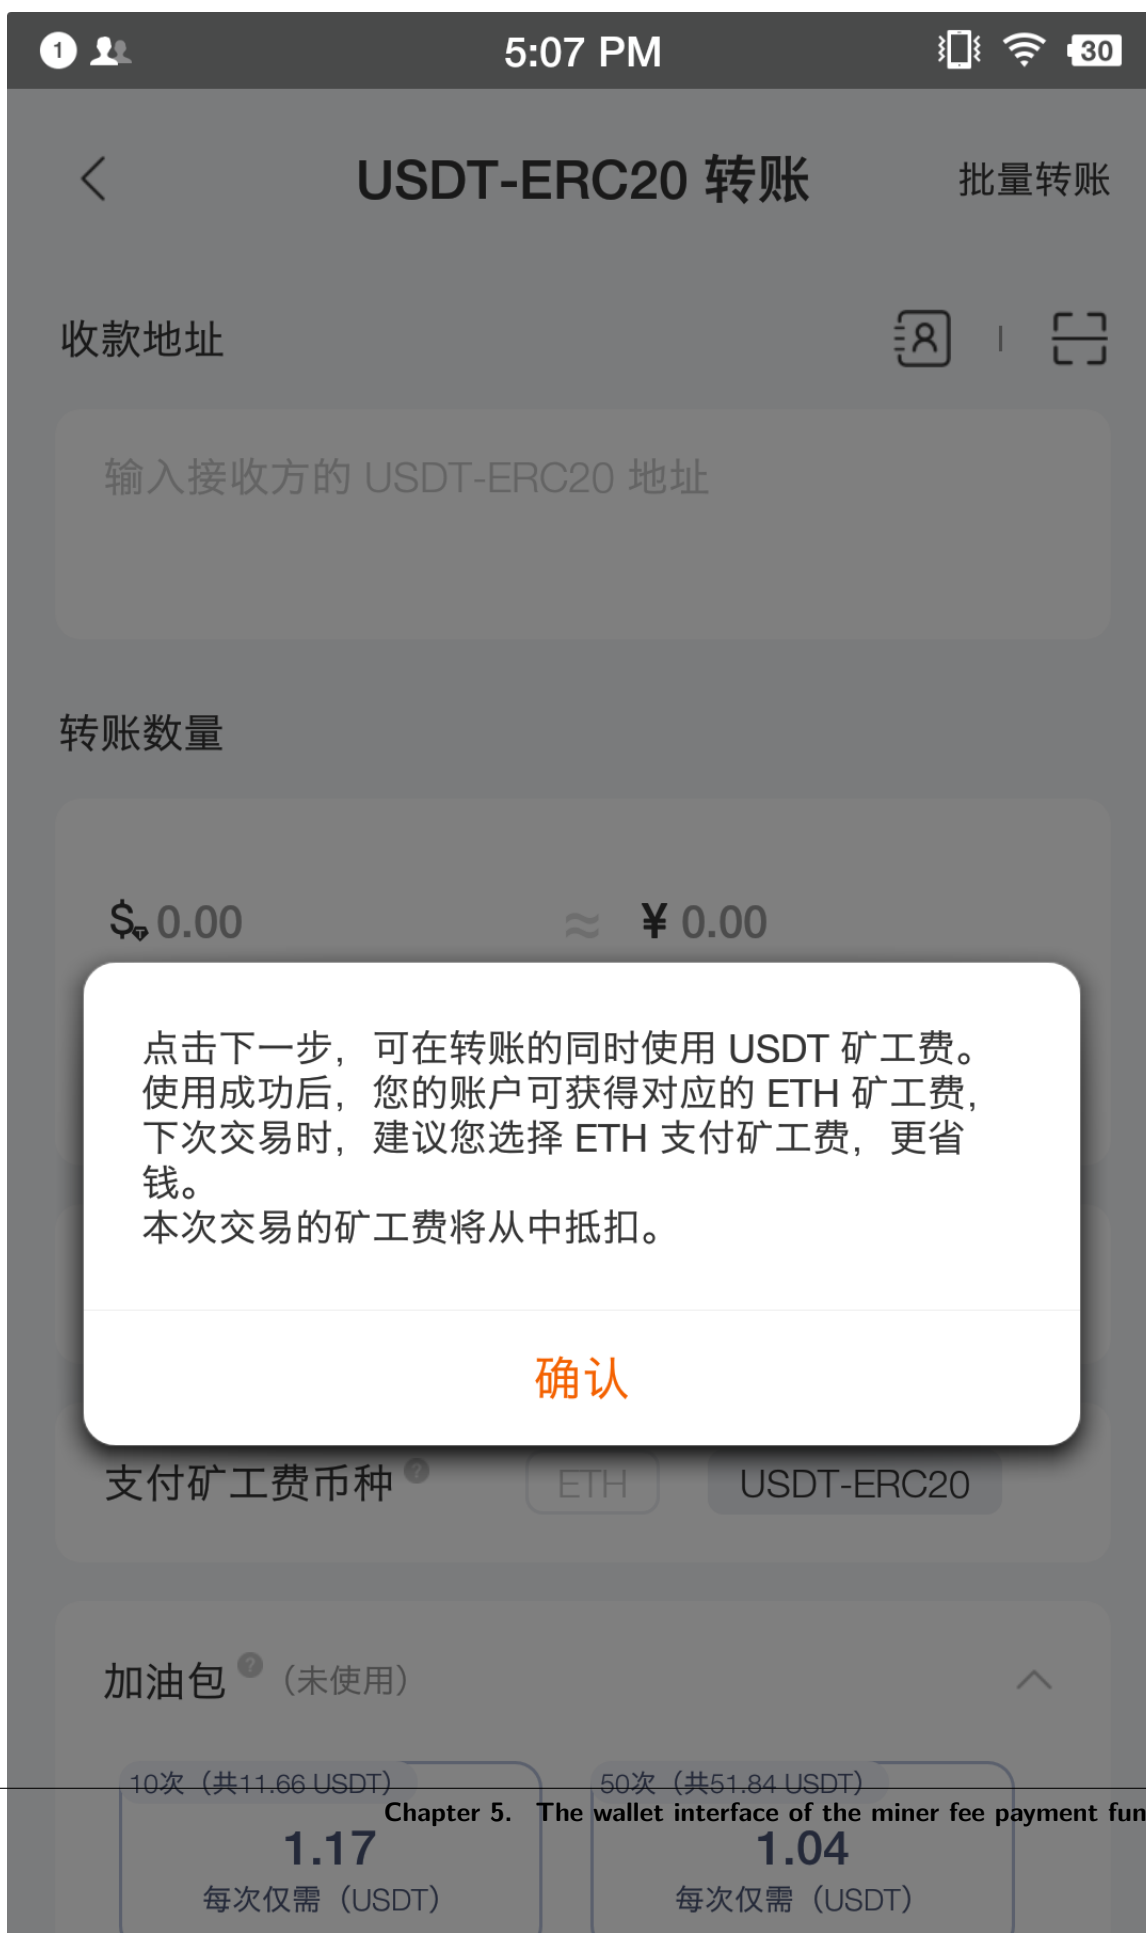 1
5:07 PM
30
USDT-ERC20 转账
批量转账
收款地址
输入接收方的 USDT-ERC20 地址
转账数量
$ 0.00 ≈ ¥ 0.00
点击下一步，可在转账的同时使用 USDT 矿工费。
使用成功后，您的账户可获得对应的 ETH 矿工费，
下次交易时，建议您选择 ETH 支付矿工费，更省
钱。
本次交易的矿工费将从中抵扣。
确认
支付矿工费币种 ?
ETH
USDT-ERC20
加油包 ?（未使用）
10次（共11.66 USDT）
50次（共51.84 USDT）
Chapter 5. The wallet interface of the miner fee payment fun
1.17
1.04
每次仅需（USDT）
每次仅需（USDT）